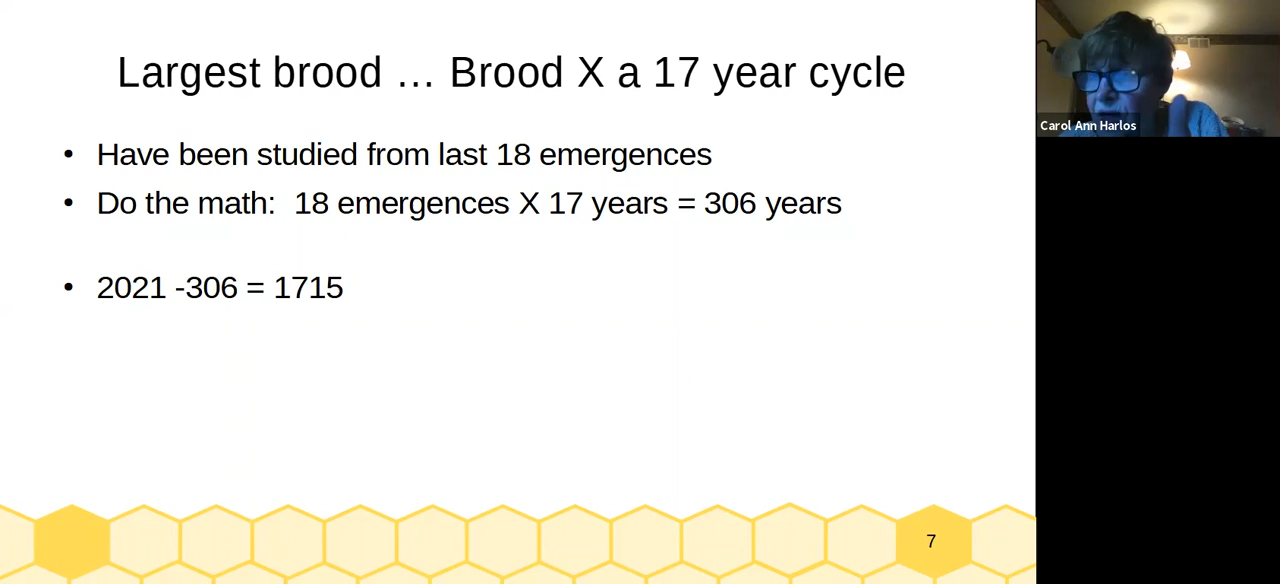 Largest brood … Brood X a 17 year cycle
• Have been studied from last 18 emergences
• Do the math:  18 emergences X 17 years = 306 years
• 2021 -306 = 1715
7
Carol Ann Harlos